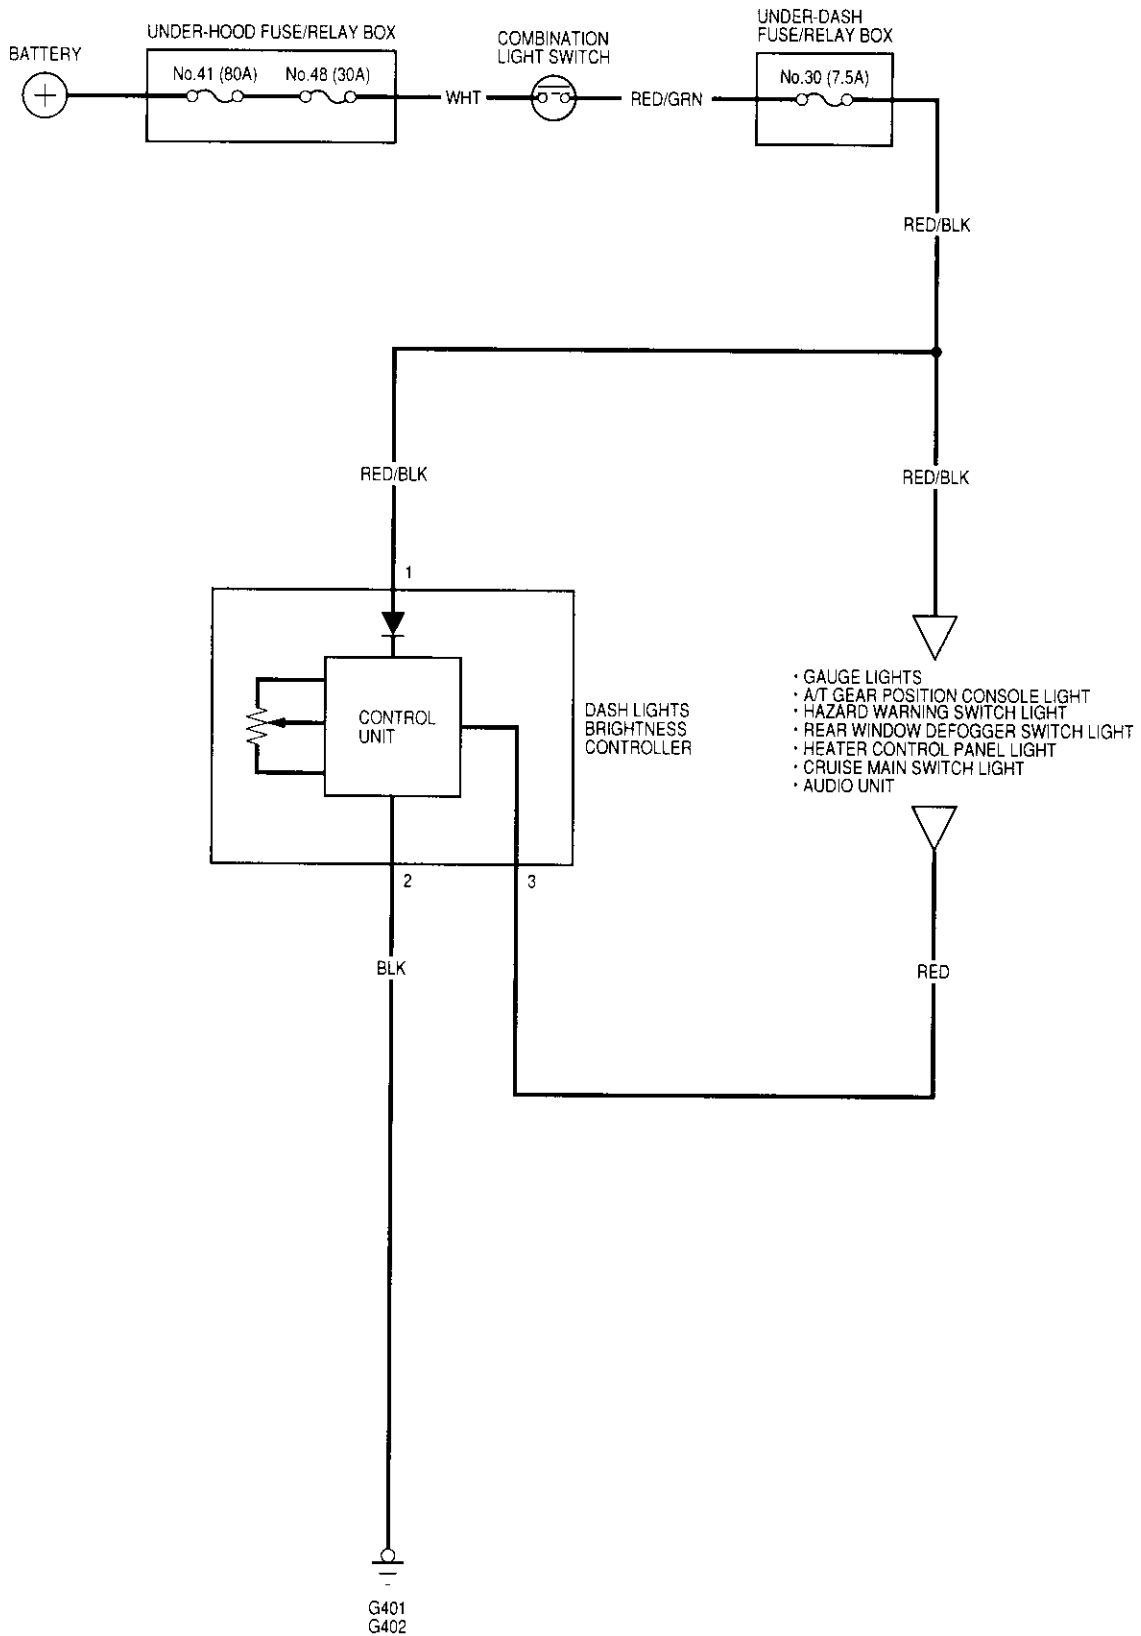 BATTERY
UNDER-HOOD FUSE/RELAY BOX
No.41 (80A)
No.48 (30A)
WHT
COMBINATION
LIGHT SWITCH
RED/GRN
UNDER-DASH
FUSE/RELAY BOX
No.30 (7.5A)
RED/BLK
RED/BLK
RED/BLK
1
CONTROL
UNIT
DASH LIGHTS
BRIGHTNESS
CONTROLLER
• GAUGE LIGHTS
• A/T GEAR POSITION CONSOLE LIGHT
• HAZARD WARNING SWITCH LIGHT
• REAR WINDOW DEFOGGER SWITCH LIGHT
• HEATER CONTROL PANEL LIGHT
• CRUISE MAIN SWITCH LIGHT
• AUDIO UNIT
2
3
BLK
RED
G401
G402